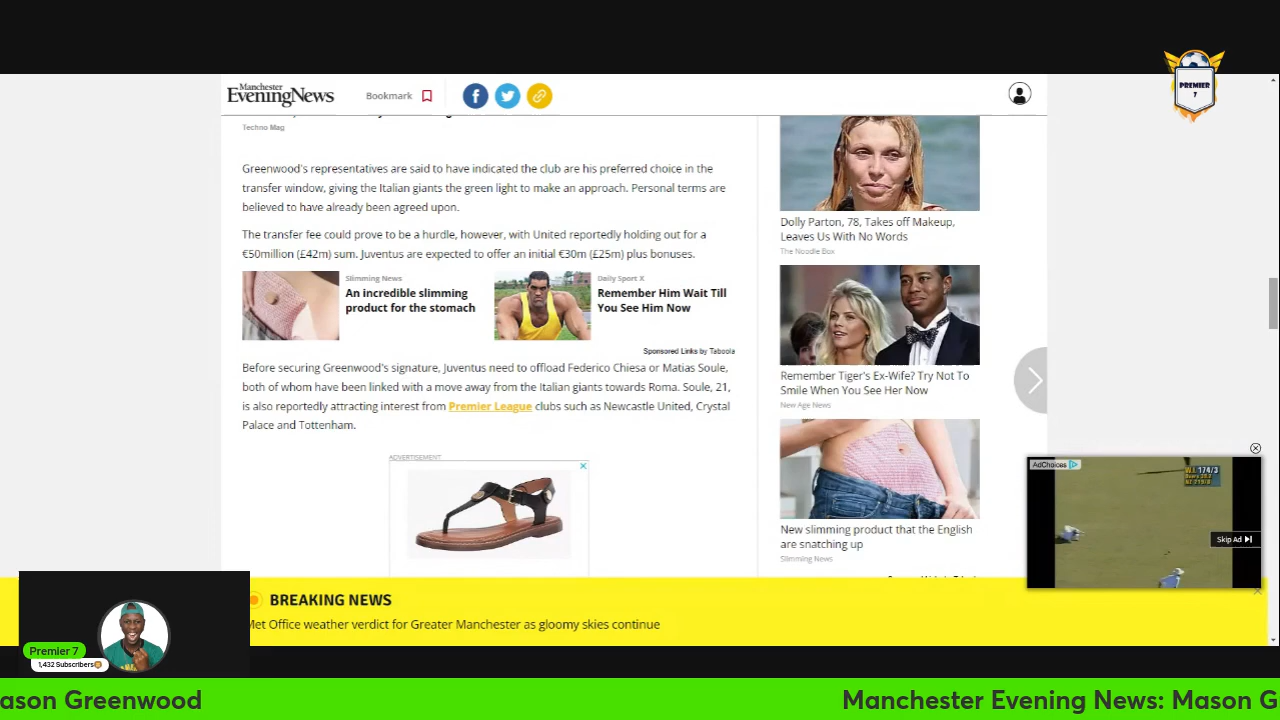 Manchester
Evening News
Bookmark
PREMIER
7
Techno Mag
Greenwood's representatives are said to have indicated the club are his preferred choice in the
transfer window, giving the Italian giants the green light to make an approach. Personal terms are
believed to have already been agreed upon.
The transfer fee could prove to be a hurdle, however, with United reportedly holding out for a
€50million (£42m) sum. Juventus are expected to offer an initial €30m (£25m) plus bonuses.
Slimming News
An incredible slimming
product for the stomach
Daily Sport X
Remember Him Wait Till
You See Him Now
Sponsored Links by Taboola
Before securing Greenwood's signature, Juventus need to offload Federico Chiesa or Matias Soule,
both of whom have been linked with a move away from the Italian giants towards Roma. Soule, 21,
is also reportedly attracting interest from Premier League clubs such as Newcastle United, Crystal
Palace and Tottenham.
ADVERTISEMENT
Dolly Parton, 78, Takes off Makeup,
Leaves Us With No Words
The Noodle Box
Remember Tiger's Ex-Wife? Try Not To
Smile When You See Her Now
New Age News
New slimming product that the English
are snatching up
Slimming News
AdChoices
W.I. 174/3
Skip Ad
BREAKING NEWS
Met Office weather verdict for Greater Manchester as gloomy skies continue
Premier 7
1,432 Subscribers
ason Greenwood
Manchester Evening News: Mason G